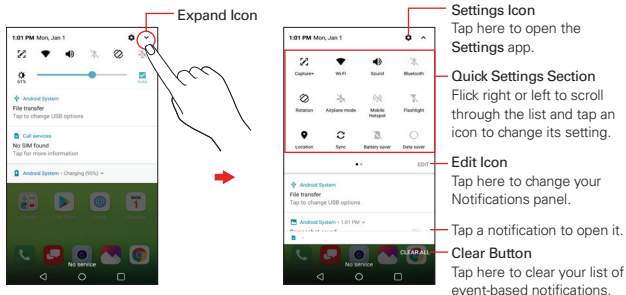 Expand Icon
1:01 PM Mon, Jan 1
61%
Auto
Android System
File transfer
Tap to change USB options
Call services
No SIM found
Tap for more information
Android System • Charging (95%)
No service
1:01 PM Mon, Jan 1
Capture+ Wi-Fi Sound Bluetooth
Rotation Airplane mode Mobile Hotspot Flashlight
Location Sync Battery saver Data saver
EDIT
Android System
File transfer
Tap to change USB options
Android System • 1:01 PM
CLEAR ALL
No service
Settings Icon
Tap here to open the
Settings app.
Quick Settings Section
Flick right or left to scroll
through the list and tap an
icon to change its setting.
Edit Icon
Tap here to change your
Notifications panel.
Tap a notification to open it.
Clear Button
Tap here to clear your list of
event-based notifications.